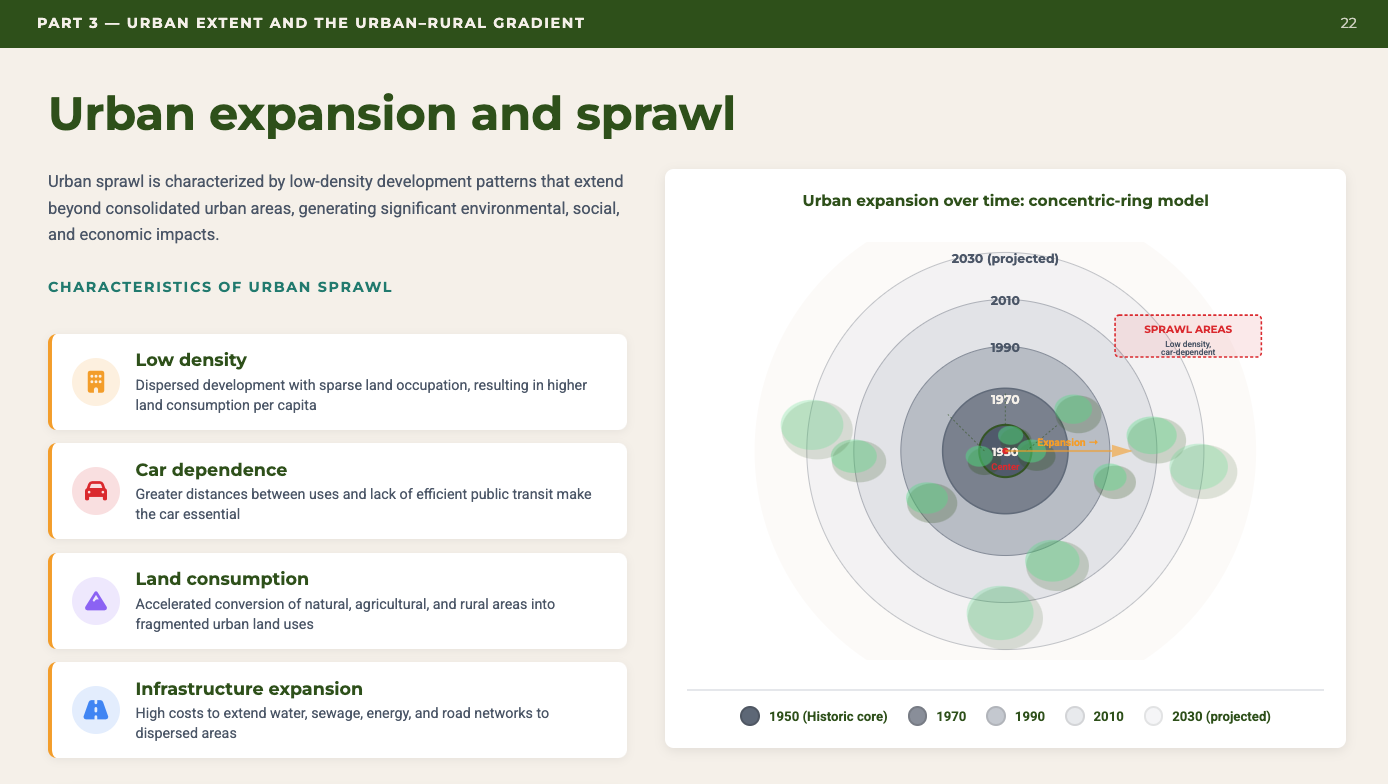 PART 3 — URBAN EXTENT AND THE URBAN–RURAL GRADIENT
22
Urban expansion and sprawl
Urban sprawl is characterized by low-density development patterns that extend
beyond consolidated urban areas, generating significant environmental, social,
and economic impacts.
CHARACTERISTICS OF URBAN SPRAWL
Low density
Dispersed development with sparse land occupation, resulting in higher
land consumption per capita
Car dependence
Greater distances between uses and lack of efficient public transit make
the car essential
Land consumption
Accelerated conversion of natural, agricultural, and rural areas into
fragmented urban land uses
Infrastructure expansion
High costs to extend water, sewage, energy, and road networks to
dispersed areas
Urban expansion over time: concentric-ring model
2030 (projected)
2010
1990
1970
1950
Center
Expansion →
SPRAWL AREAS
Low density,
car-dependent
1950 (Historic core)
1970
1990
2010
2030 (projected)